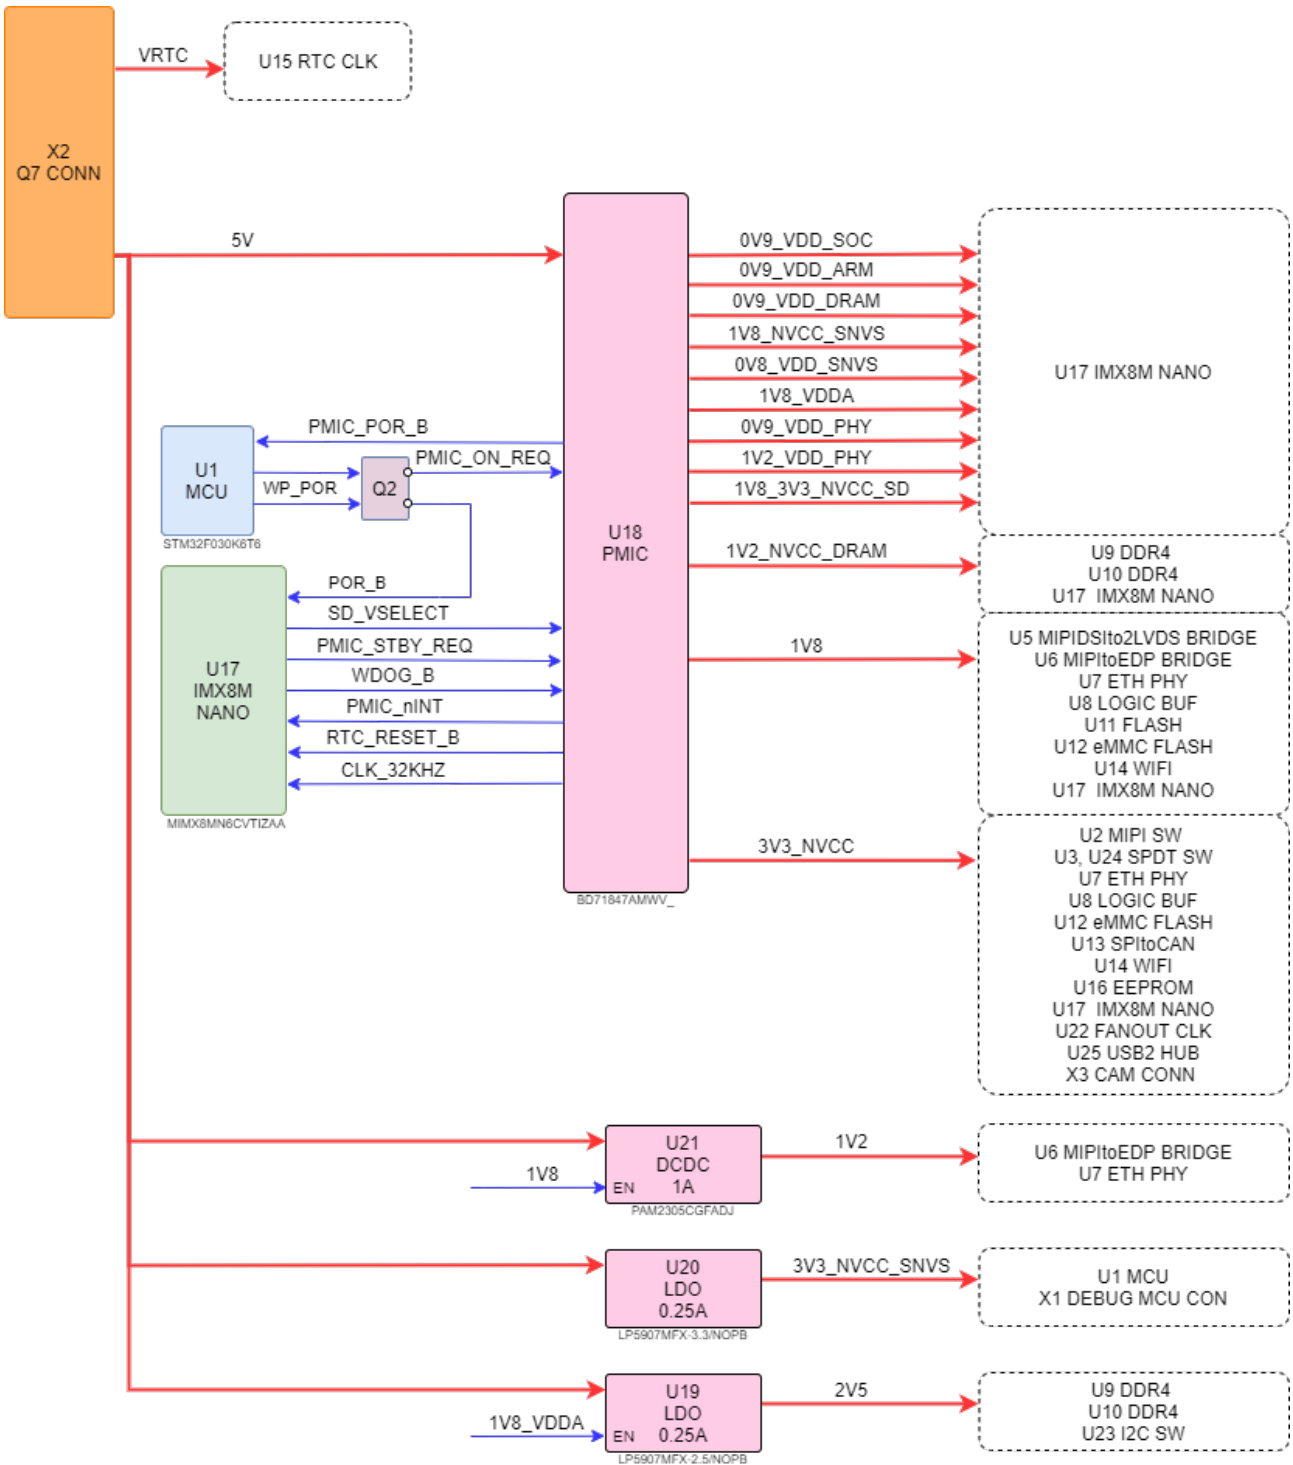 X2
Q7 CONN
VRTC
U15 RTC CLK
5V
U18
PMIC
BD71847AMWV_
0V9_VDD_SOC
0V9_VDD_ARM
0V9_VDD_DRAM
1V8_NVCC_SNVS
0V8_VDD_SNVS
1V8_VDDA
0V9_VDD_PHY
1V2_VDD_PHY
1V8_3V3_NVCC_SD
U17 IMX8M NANO
PMIC_POR_B
U1
MCU
STM32F030K6T6
WP_POR
Q2
PMIC_ON_REQ
POR_B
SD_VSELECT
PMIC_STBY_REQ
WDOG_B
PMIC_nINT
RTC_RESET_B
CLK_32KHZ
U17
IMX8M
NANO
MIMX8MN6CVTIZAA
1V2_NVCC_DRAM
U9 DDR4
U10 DDR4
U17 IMX8M NANO
1V8
U5 MIPIDSIto2LVDS BRIDGE
U6 MIPItoEDP BRIDGE
U7 ETH PHY
U8 LOGIC BUF
U11 FLASH
U12 eMMC FLASH
U14 WIFI
U17 IMX8M NANO
3V3_NVCC
U2 MIPI SW
U3, U24 SPDT SW
U7 ETH PHY
U8 LOGIC BUF
U12 eMMC FLASH
U13 SPItoCAN
U14 WIFI
U16 EEPROM
U17 IMX8M NANO
U22 FANOUT CLK
U25 USB2 HUB
X3 CAM CONN
1V8
U21
DCDC
1A
EN
PAM2305CGFADJ
1V2
U6 MIPItoEDP BRIDGE
U7 ETH PHY
U20
LDO
0.25A
LP5907MFX-3.3/NOPB
3V3_NVCC_SNVS
U1 MCU
X1 DEBUG MCU CON
1V8_VDDA
U19
LDO
0.25A
EN
LP5907MFX-2.5/NOPB
2V5
U9 DDR4
U10 DDR4
U23 I2C SW